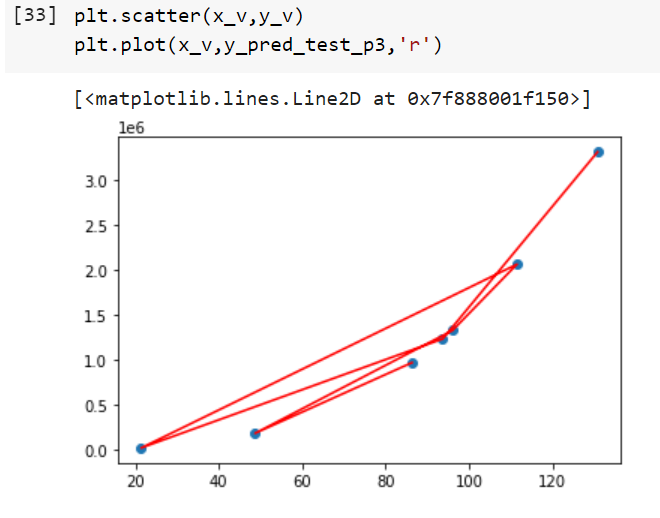 [33] plt.scatter(x_v,y_v)
plt.plot(x_v,y_pred_test_p3,'r')
[<matplotlib.lines.Line2D at 0x7f888001f150>]
1e6
3.0
2.5
2.0
1.5
1.0
0.5
0.0
20 40 60 80 100 120